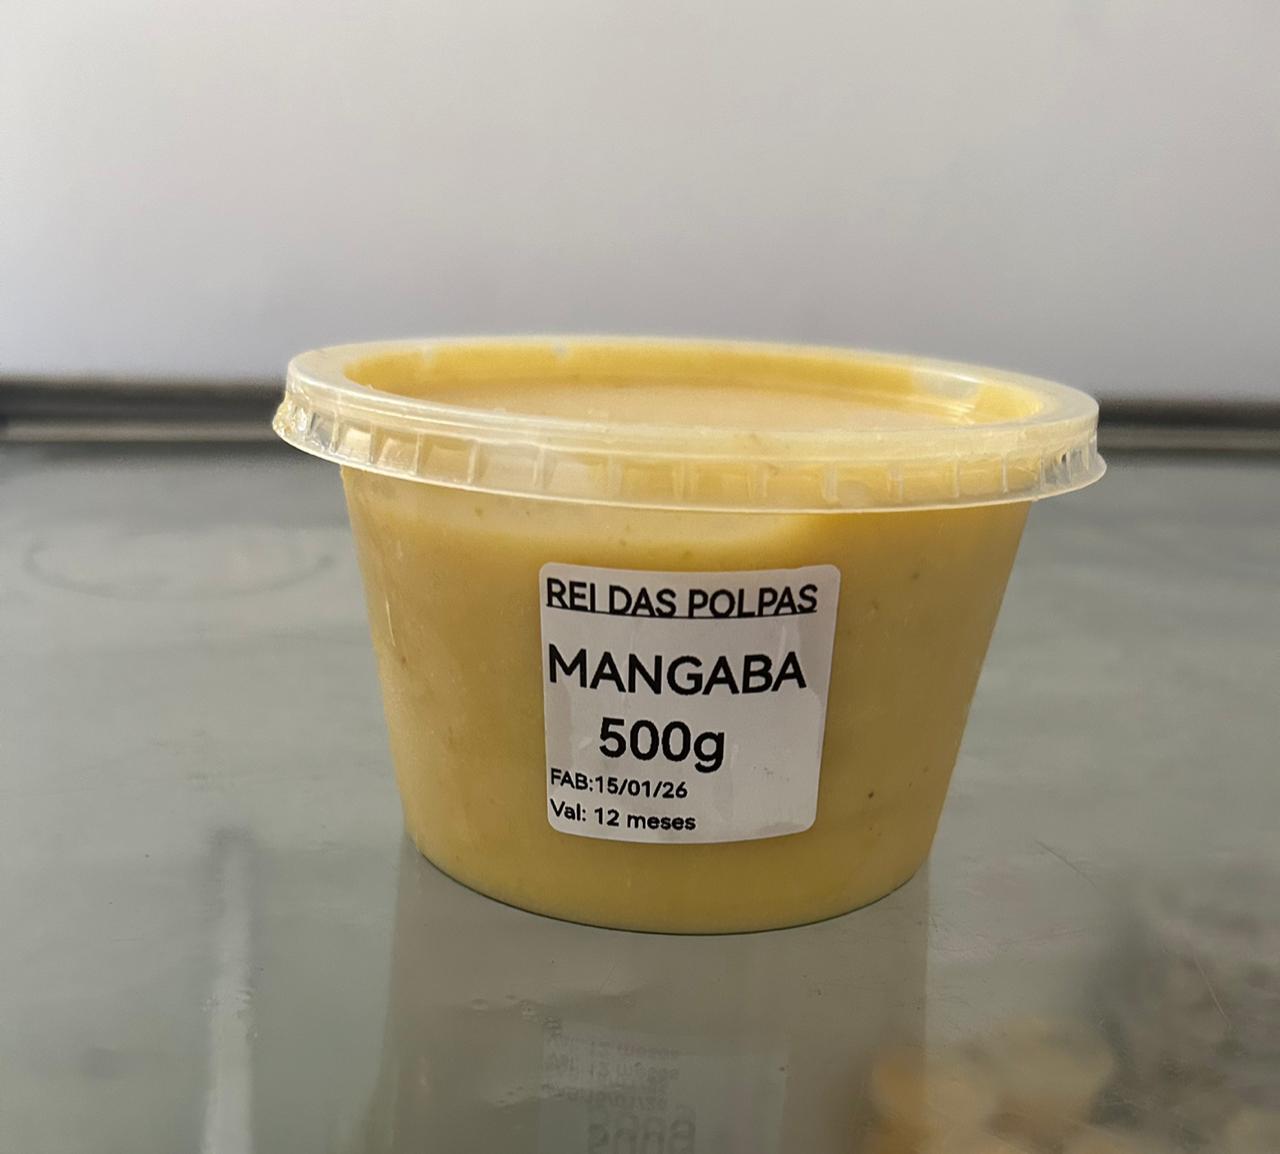 REI DAS POLPAS
MANGABA
500g
FAB:15/01/26
Val: 12 meses